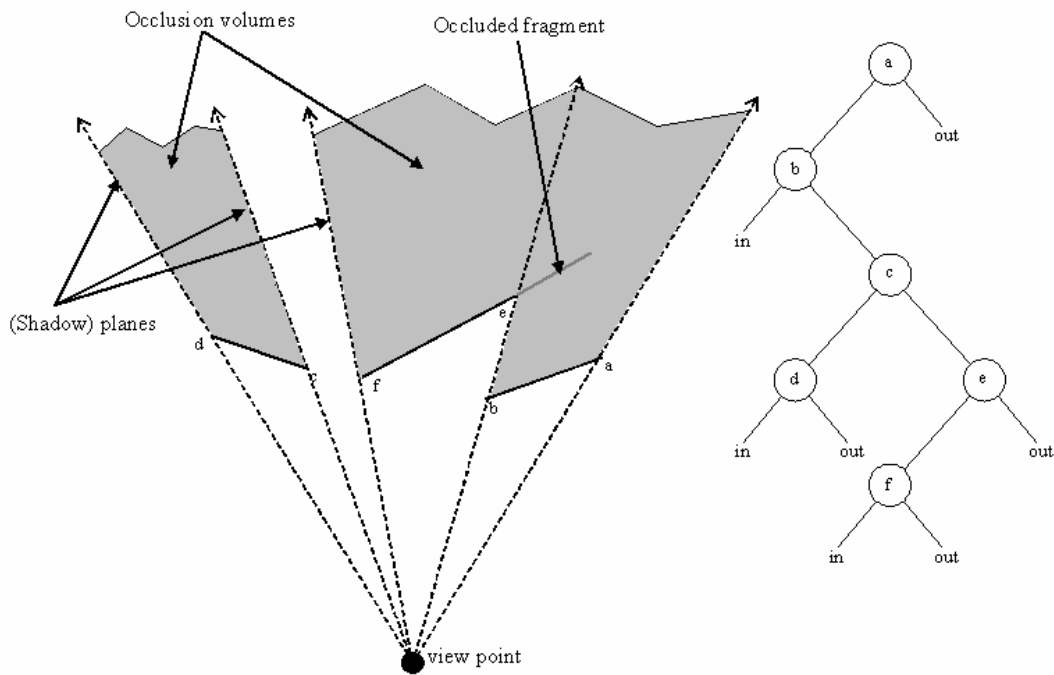 Occlusion volumes
Occluded fragment
(Shadow) planes
d
c
f
e
b
a
view point
a
out
b
in
c
d
e
in
out
out
f
in
out